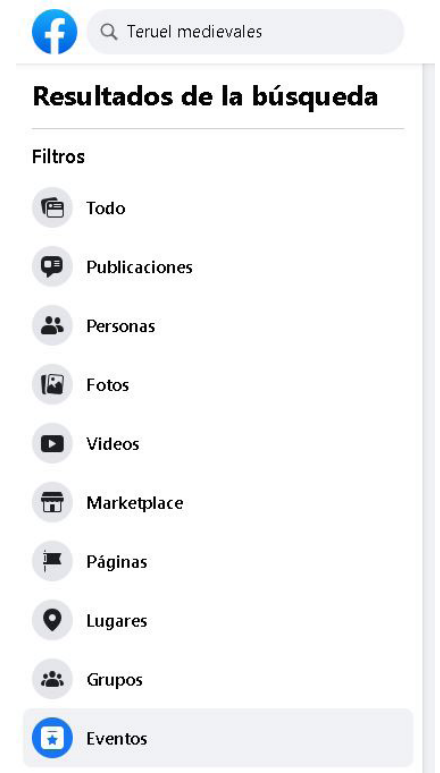 Teruel medievales
Resultados de la búsqueda
Filtros
Todo
Publicaciones
Personas
Fotos
Videos
Marketplace
Páginas
Lugares
Grupos
Eventos